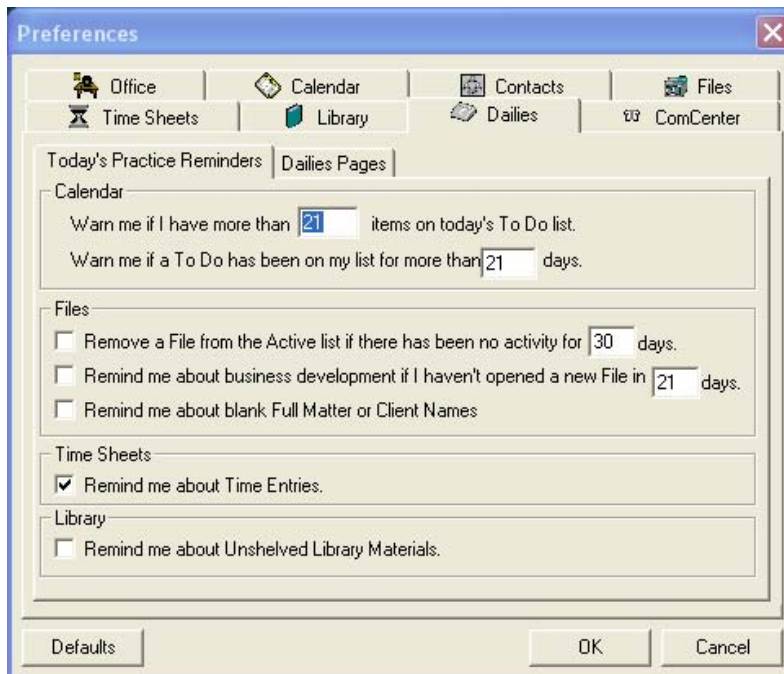 Preferences
Office Calendar Contacts Files
Time Sheets Library Dailies ComCenter
Today's Practice Reminders Dailies Pages
Calendar
Warn me if I have more than 21 items on today's To Do list.
Warn me if a To Do has been on my list for more than 21 days.
Files
Remove a File from the Active list if there has been no activity for 30 days.
Remind me about business development if I haven't opened a new File in 21 days.
Remind me about blank Full Matter or Client Names
Time Sheets
Remind me about Time Entries.
Library
Remind me about Unshelved Library Materials.
Defaults OK Cancel